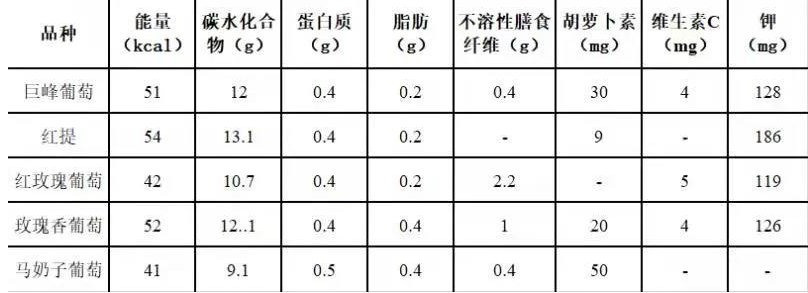 品种 能量（kcal） 碳水化合物（g） 蛋白质（g） 脂肪（g） 不溶性膳食纤维（g） 胡萝卜素（mg） 维生素C（mg） 钾（mg）
巨峰葡萄 51 12 0.4 0.2 0.4 30 4 128
红提 54 13.1 0.4 0.2 - 9 - 186
红玫瑰葡萄 42 10.7 0.4 0.2 2.2 - 5 119
玫瑰香葡萄 52 12..1 0.4 0.4 1 20 4 126
马奶子葡萄 41 9.1 0.5 0.4 0.4 50 - -